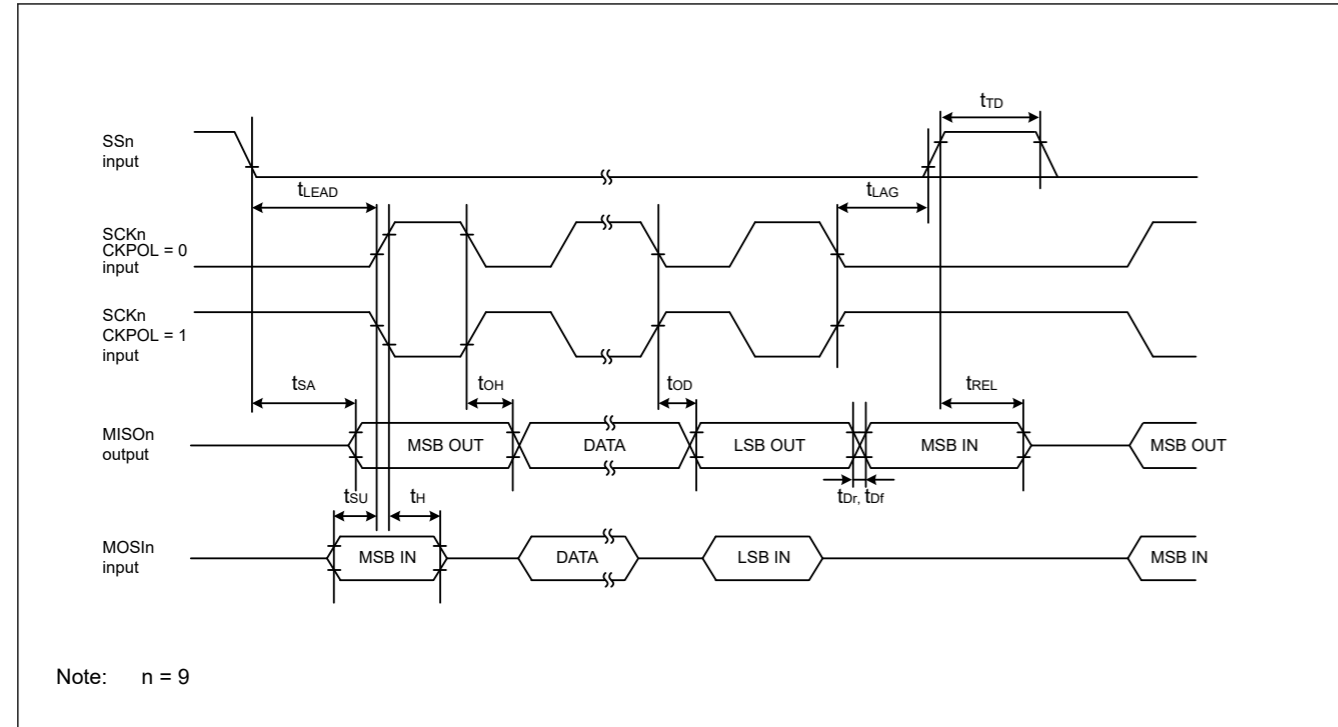 tTD
SSn
input
tLEAD
tLAG
SCKn
CKPOL = 0
input
SCKn
CKPOL = 1
input
tSA
tOH
tOD
tREL
MISOn
output
MSB OUT
DATA
LSB OUT
MSB IN
MSB OUT
tSU
tH
tDr, tDf
MOSIn
input
MSB IN
DATA
LSB IN
MSB IN
Note: n = 9